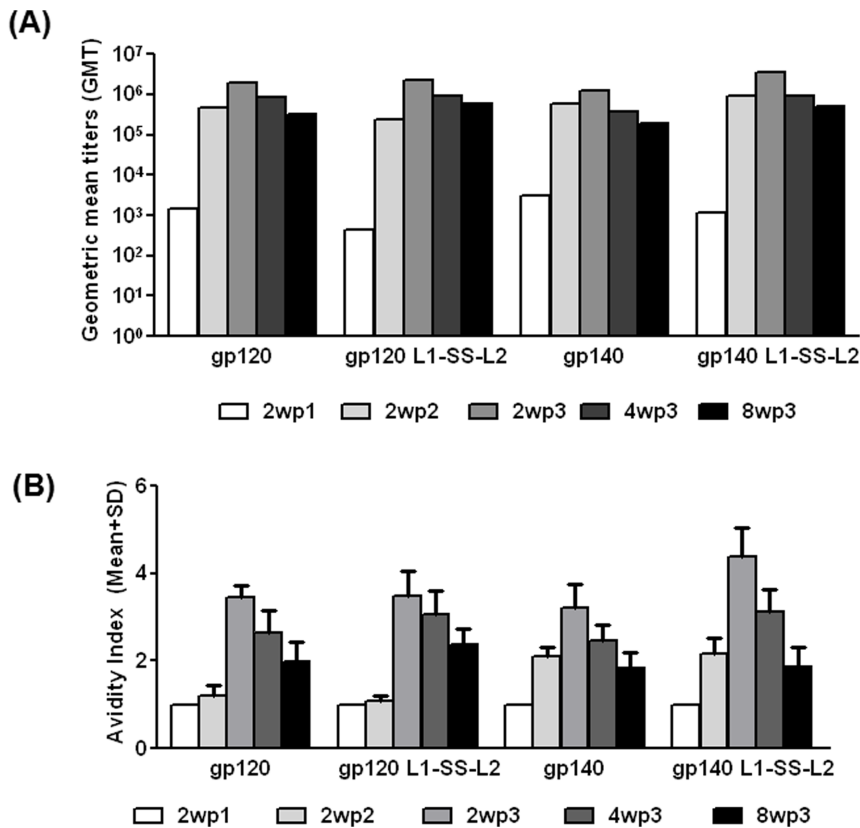 (A)
Geometric mean titers (GMT)
10⁷
10⁶
10⁵
10⁴
10³
10²
10¹
10⁰
gp120 gp120 L1-SS-L2 gp140 gp140 L1-SS-L2
2wp1 2wp2 2wp3 4wp3 8wp3
(B)
Avidity Index (Mean+SD)
6
4
2
0
gp120 gp120 L1-SS-L2 gp140 gp140 L1-SS-L2
2wp1 2wp2 2wp3 4wp3 8wp3